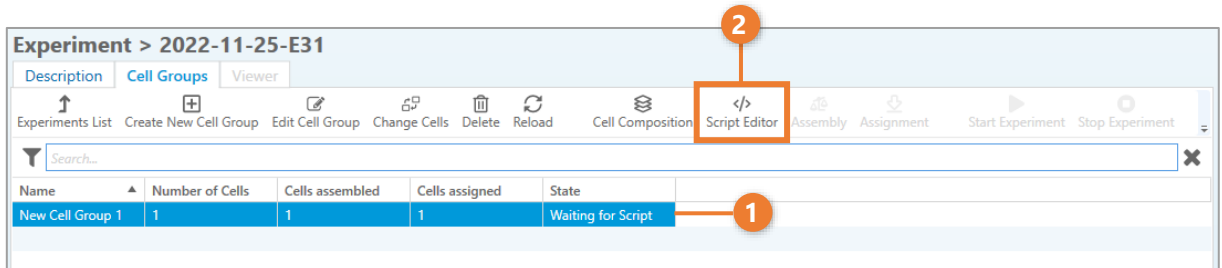 2
Experiment > 2022-11-25-E31
Description Cell Groups Viewer
Experiments List Create New Cell Group Edit Cell Group Change Cells Delete Reload Cell Composition Script Editor Assembly Assignment Start Experiment Stop Experiment
Search...
Name Number of Cells Cells assembled Cells assigned State
New Cell Group 1 1 1 1 Waiting for Script 1